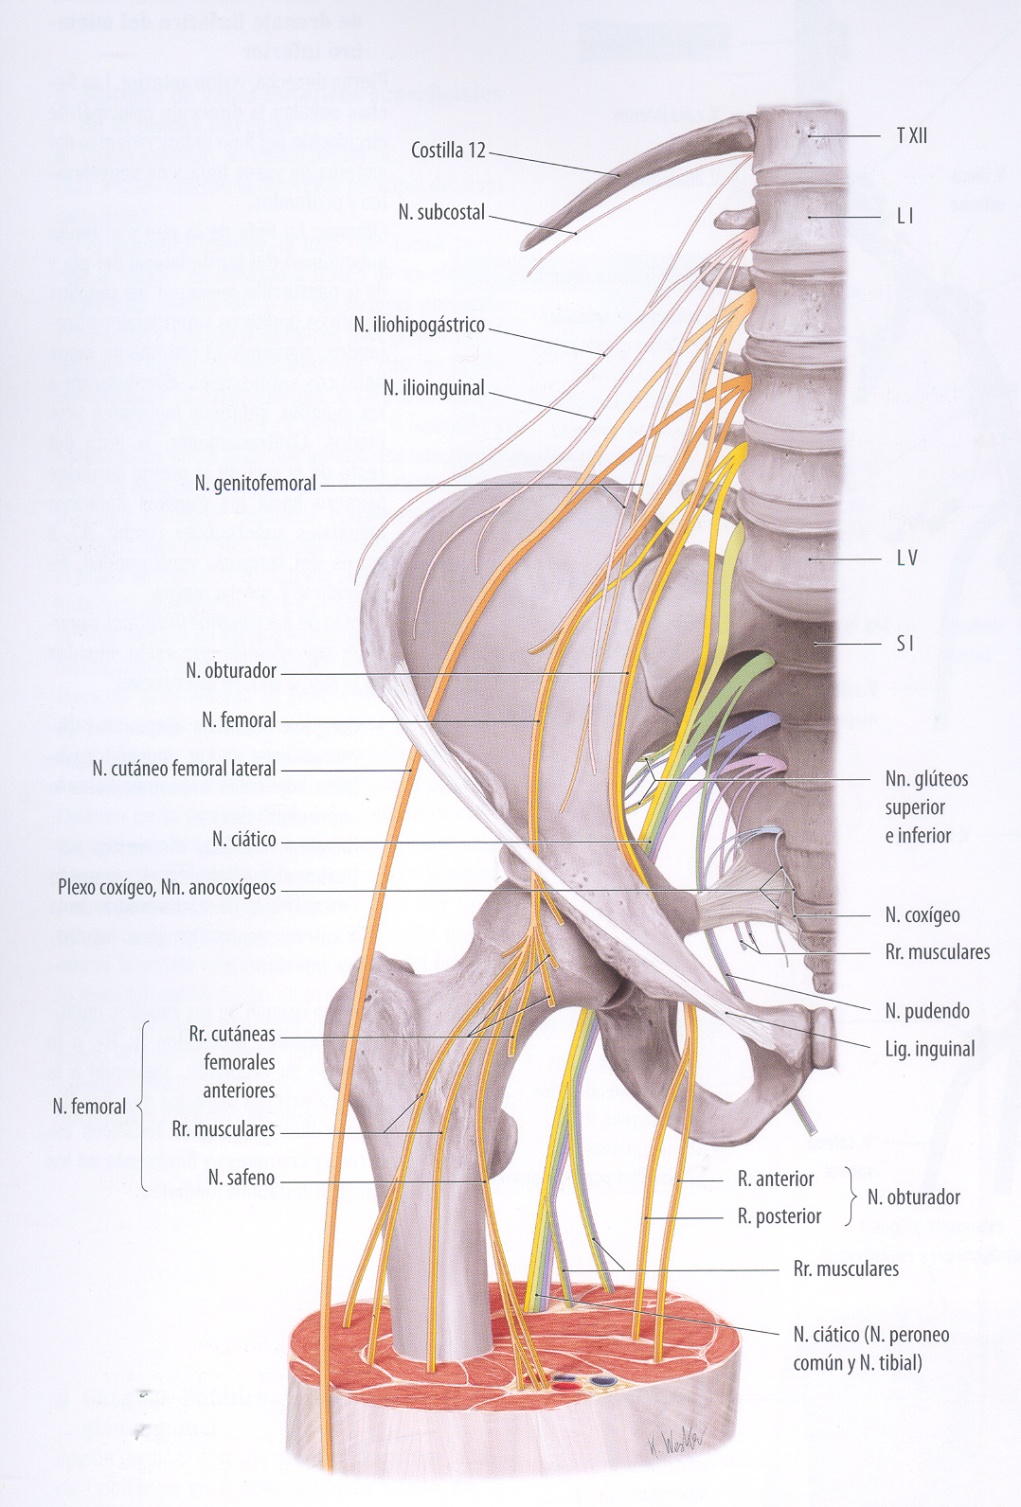 Costilla 12
T XII
N. subcostal
L I
N. iliohipogástrico
N. ilioinguinal
N. genitofemoral
L V
S I
N. obturador
N. femoral
N. cutáneo femoral lateral
Nn. glúteos
superior
e inferior
N. ciático
Plexo coxígeo, Nn. anocoxígeos
N. coxígeo
Rr. musculares
N. pudendo
Lig. inguinal
N. femoral
Rr. cutáneas
femorales
anteriores
Rr. musculares
N. safeno
R. anterior
R. posterior
N. obturador
Rr. musculares
N. ciático (N. peroneo
común y N. tibial)